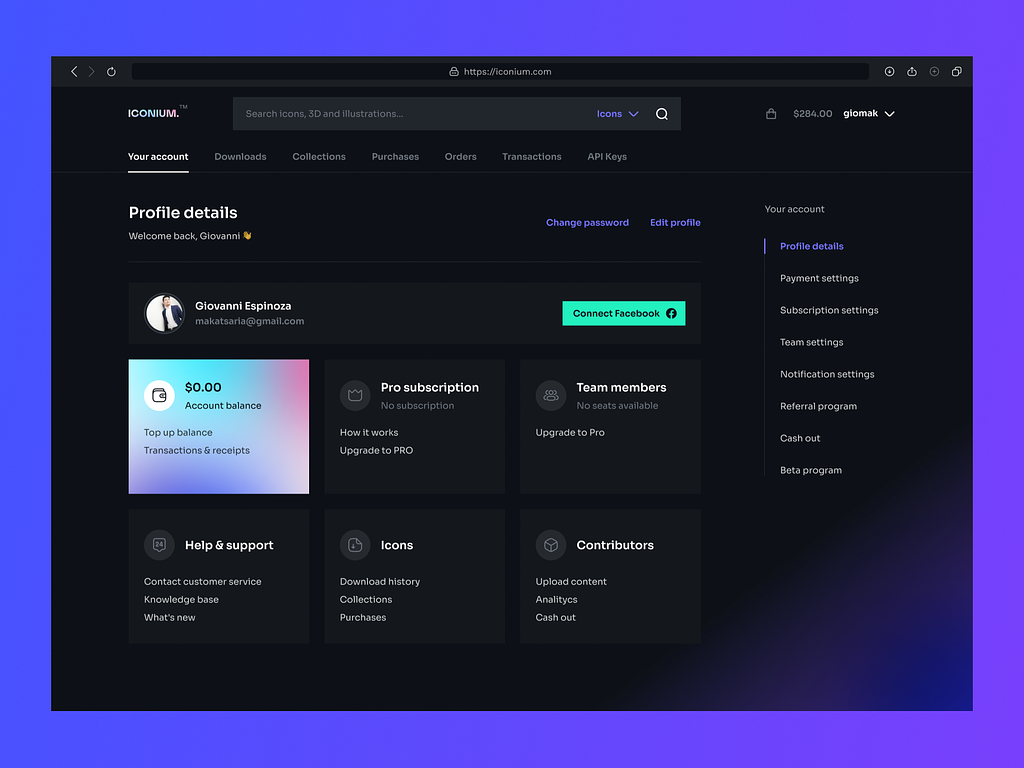 https://iconium.com
ICONIUM.™
Search icons, 3D and illustrations...
Icons
$284.00
giomak
Your account
Downloads
Collections
Purchases
Orders
Transactions
API Keys
Profile details
Welcome back, Giovanni 👋
Change password
Edit profile
Giovanni Espinoza
makatsaria@gmail.com
Connect Facebook
$0.00
Account balance
Top up balance
Transactions & receipts
Pro subscription
No subscription
How it works
Upgrade to PRO
Team members
No seats available
Upgrade to Pro
24
Help & support
Contact customer service
Knowledge base
What's new
Icons
Download history
Collections
Purchases
Contributors
Upload content
Analitycs
Cash out
Your account
Profile details
Payment settings
Subscription settings
Team settings
Notification settings
Referral program
Cash out
Beta program